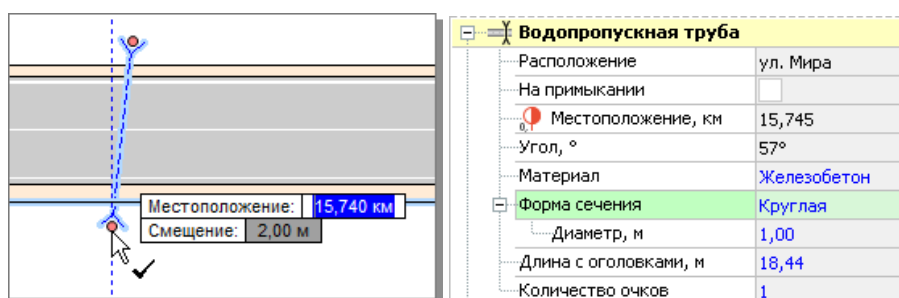 Местоположение: 15,740 км
Смещение: 2,00 м
Водопропускная труба
Расположение ул. Мира
На примыкании
0, Местоположение, км 15,745
Угол, ° 57°
Материал Железобетон
Форма сечения Круглая
Диаметр, м 1,00
Длина с оголовками, м 18,44
Количество очков 1